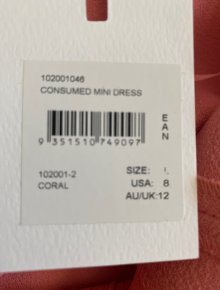 102001046
CONSUMED MINI DRESS
EAN
9 351510 749097
102001-2
CORAL
SIZE:
USA: 8
AU/UK:12